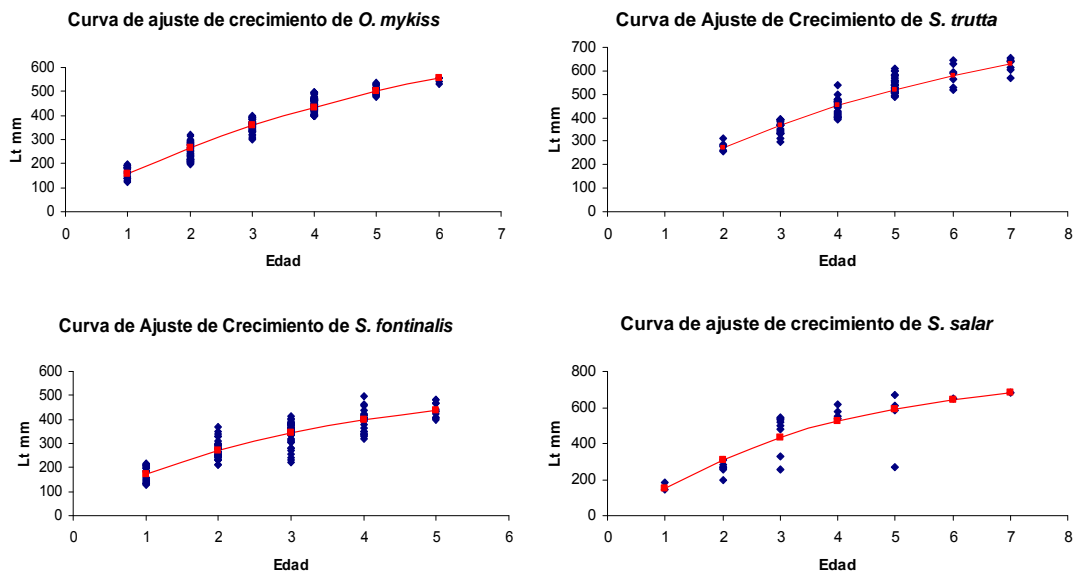 Curva de ajuste de crecimiento de O. mykiss
600
500
400
300
200
100
0
Lt mm
0 1 2 3 4 5 6 7
Edad
Curva de Ajuste de Crecimiento de S. trutta
700
600
500
400
300
200
100
0
Lt mm
0 1 2 3 4 5 6 7 8
Edad
Curva de Ajuste de Crecimiento de S. fontinalis
600
500
400
300
200
100
0
Lt mm
0 1 2 3 4 5 6
Edad
Curva de ajuste de crecimiento de S. salar
800
600
400
200
0
Lt mm
0 1 2 3 4 5 6 7 8
Edad